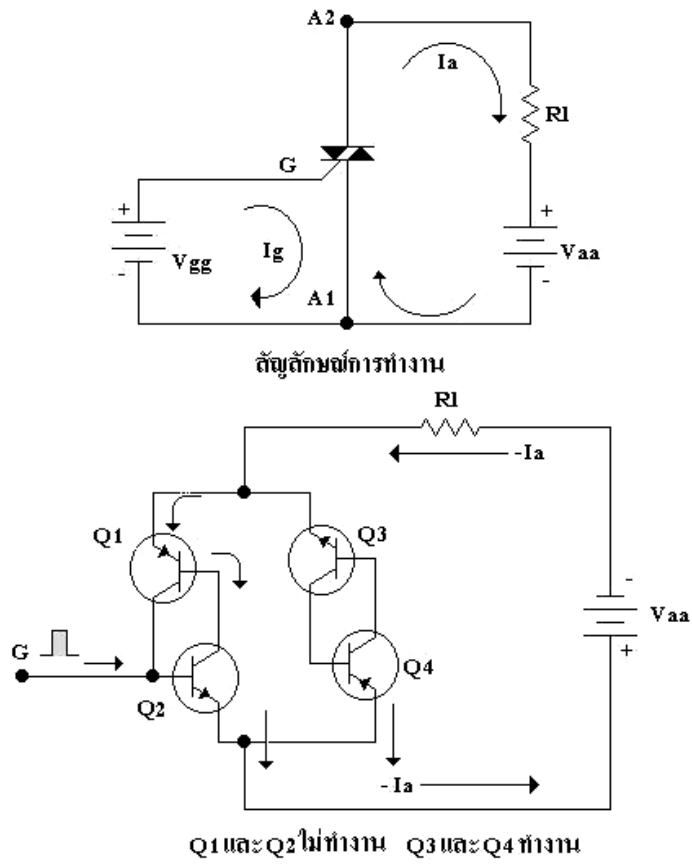 A2
Ia
Rl
G
+
+
Vgg
Ig
Vaa
-
-
A1
สัญลักษณ์การทำงาน
Rl
-Ia
Q1
Q3
-
Vaa
G
+
Q4
Q2
-Ia
Q1และQ2ไม่ทำงาน Q3และQ4ทำงาน